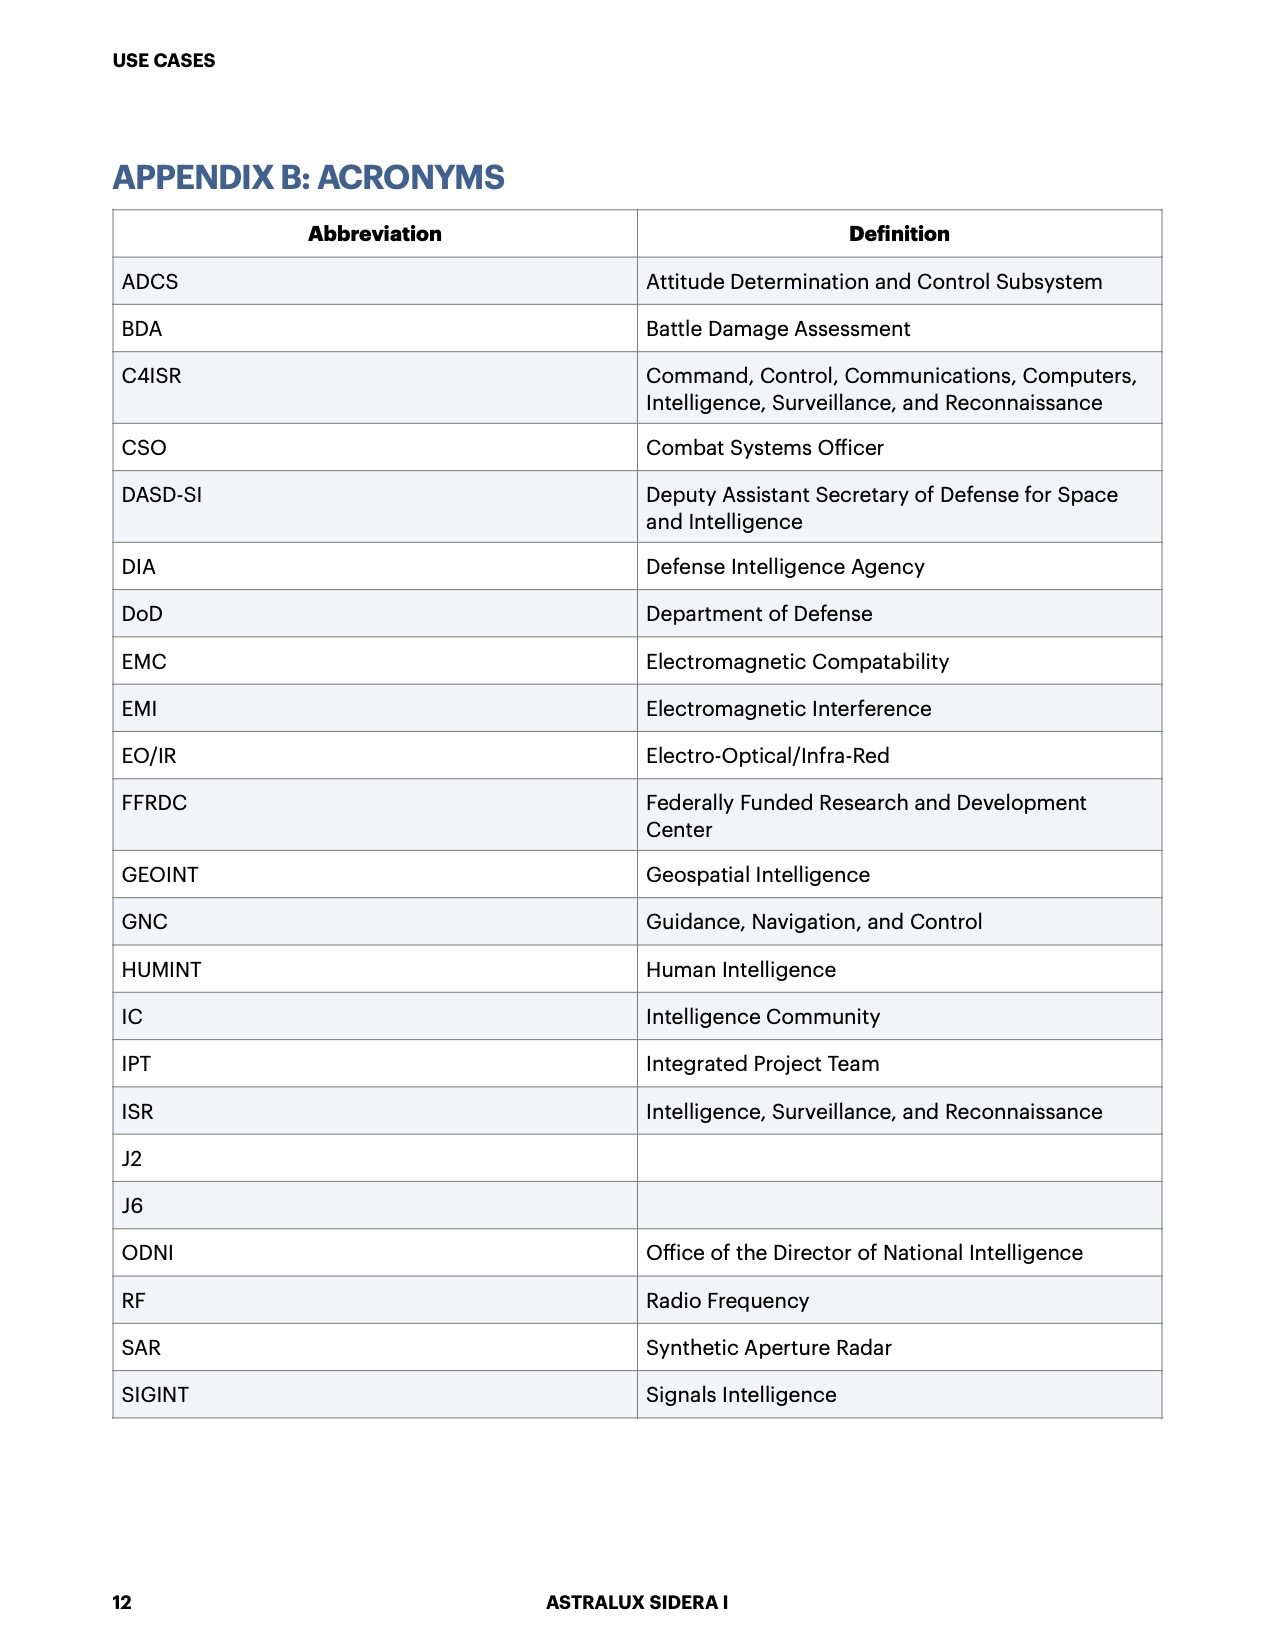 USE CASES
APPENDIX B: ACRONYMS
Abbreviation Definition
ADCS Attitude Determination and Control Subsystem
BDA Battle Damage Assessment
C4ISR Command, Control, Communications, Computers,
Intelligence, Surveillance, and Reconnaissance
CSO Combat Systems Officer
DASD-SI Deputy Assistant Secretary of Defense for Space
and Intelligence
DIA Defense Intelligence Agency
DoD Department of Defense
EMC Electromagnetic Compatability
EMI Electromagnetic Interference
EO/IR Electro-Optical/Infra-Red
FFRDC Federally Funded Research and Development
Center
GEOINT Geospatial Intelligence
GNC Guidance, Navigation, and Control
HUMINT Human Intelligence
IC Intelligence Community
IPT Integrated Project Team
ISR Intelligence, Surveillance, and Reconnaissance
J2
J6
ODNI Office of the Director of National Intelligence
RF Radio Frequency
SAR Synthetic Aperture Radar
SIGINT Signals Intelligence
12 ASTRALUX SIDERA I